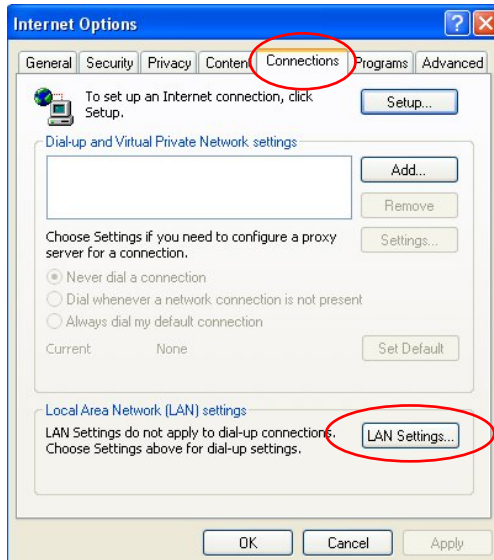 Internet Options
General Security Privacy Content Connections Programs Advanced
To set up an Internet connection, click
Setup.
Setup...
Dial-up and Virtual Private Network settings
Add...
Remove
Choose Settings if you need to configure a proxy
server for a connection.
Settings...
Never dial a connection
Dial whenever a network connection is not present
Always dial my default connection
Current None
Set Default
Local Area Network (LAN) settings
LAN Settings do not apply to dial-up connections.
Choose Settings above for dial-up settings.
LAN Settings...
OK Cancel Apply